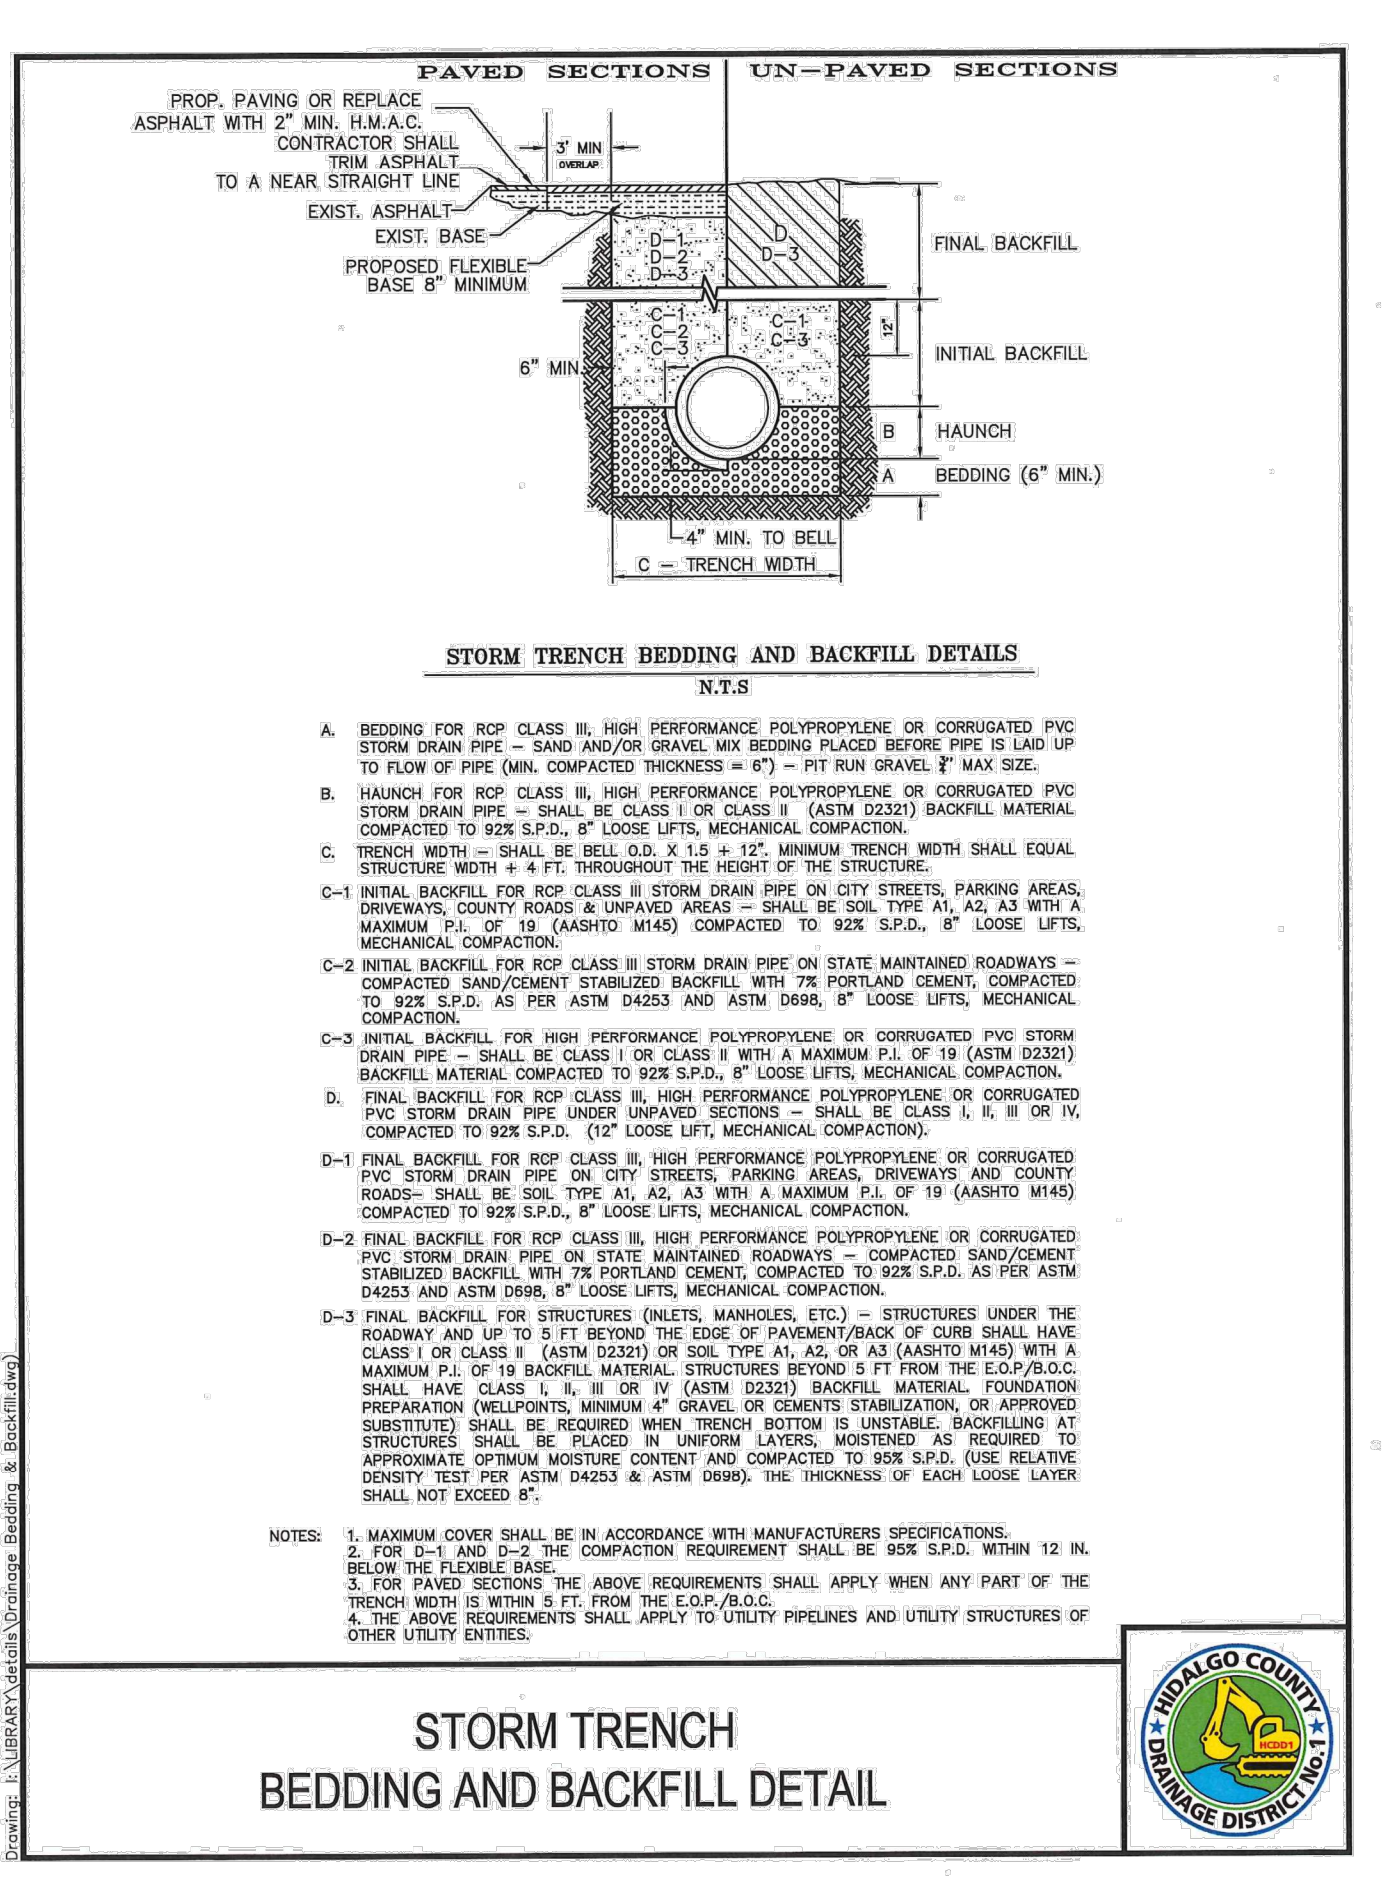 PAVED SECTIONS
UN-PAVED SECTIONS
PROP. PAVING OR REPLACE
ASPHALT WITH 2" MIN. H.M.A.C.
CONTRACTOR SHALL
TRIM ASPHALT
TO A NEAR STRAIGHT LINE
3' MIN
OVERLAP
EXIST. ASPHALT
EXIST. BASE
PROPOSED FLEXIBLE
BASE 8" MINIMUM
D-1
D-2
D-3
D
D-3
FINAL BACKFILL
C-1
C-2
C-3
C-1
C-3
12"
INITIAL BACKFILL
6" MIN.
B
HAUNCH
A
BEDDING (6" MIN.)
4" MIN. TO BELL
C - TRENCH WIDTH
STORM TRENCH BEDDING AND BACKFILL DETAILS
N.T.S
A. BEDDING FOR RCP CLASS III, HIGH PERFORMANCE POLYPROPYLENE OR CORRUGATED PVC
STORM DRAIN PIPE - SAND AND/OR GRAVEL MIX BEDDING PLACED BEFORE PIPE IS LAID UP
TO FLOW OF PIPE (MIN. COMPACTED THICKNESS = 6") - PIT RUN GRAVEL MAX SIZE.
B. HAUNCH FOR RCP CLASS III, HIGH PERFORMANCE POLYPROPYLENE OR CORRUGATED PVC
STORM DRAIN PIPE - SHALL BE CLASS I OR CLASS II (ASTM D2321) BACKFILL MATERIAL
COMPACTED TO 92% S.P.D., 8" LOOSE LIFTS, MECHANICAL COMPACTION.
C. TRENCH WIDTH - SHALL BE BELL O.D. X 1.5 + 12". MINIMUM TRENCH WIDTH SHALL EQUAL
STRUCTURE WIDTH + 4 FT. THROUGHOUT THE HEIGHT OF THE STRUCTURE.
C-1 INITIAL BACKFILL FOR RCP CLASS III STORM DRAIN PIPE ON CITY STREETS, PARKING AREAS,
DRIVEWAYS, COUNTY ROADS & UNPAVED AREAS - SHALL BE SOIL TYPE A1, A2, A3 WITH A
MAXIMUM P.I. OF 19 (AASHTO M145) COMPACTED TO 92% S.P.D., 8" LOOSE LIFTS,
MECHANICAL COMPACTION.
C-2 INITIAL BACKFILL FOR RCP CLASS III STORM DRAIN PIPE ON STATE MAINTAINED ROADWAYS -
COMPACTED SAND/CEMENT STABILIZED BACKFILL WITH 7% PORTLAND CEMENT, COMPACTED
TO 92% S.P.D. AS PER ASTM D4253 AND ASTM D698, 8" LOOSE LIFTS, MECHANICAL
COMPACTION.
C-3 INITIAL BACKFILL FOR HIGH PERFORMANCE POLYPROPYLENE OR CORRUGATED PVC STORM
DRAIN PIPE - SHALL BE CLASS I OR CLASS II WITH A MAXIMUM P.I. OF 19 (ASTM D2321)
BACKFILL MATERIAL COMPACTED TO 92% S.P.D., 8" LOOSE LIFTS, MECHANICAL COMPACTION.
D. FINAL BACKFILL FOR RCP CLASS III, HIGH PERFORMANCE POLYPROPYLENE OR CORRUGATED
PVC STORM DRAIN PIPE UNDER UNPAVED SECTIONS - SHALL BE CLASS I, II, III OR IV,
COMPACTED TO 92% S.P.D. (12" LOOSE LIFT, MECHANICAL COMPACTION).
D-1 FINAL BACKFILL FOR RCP CLASS III, HIGH PERFORMANCE POLYPROPYLENE OR CORRUGATED
PVC STORM DRAIN PIPE ON CITY STREETS, PARKING AREAS, DRIVEWAYS AND COUNTY
ROADS- SHALL BE SOIL TYPE A1, A2, A3 WITH A MAXIMUM P.I. OF 19 (AASHTO M145)
COMPACTED TO 92% S.P.D., 8" LOOSE LIFTS, MECHANICAL COMPACTION.
D-2 FINAL BACKFILL FOR RCP CLASS III, HIGH PERFORMANCE POLYPROPYLENE OR CORRUGATED
PVC STORM DRAIN PIPE ON STATE MAINTAINED ROADWAYS - COMPACTED SAND/CEMENT
STABILIZED BACKFILL WITH 7% PORTLAND CEMENT, COMPACTED TO 92% S.P.D. AS PER ASTM
D4253 AND ASTM D698, 8" LOOSE LIFTS, MECHANICAL COMPACTION.
D-3 FINAL BACKFILL FOR STRUCTURES (INLETS, MANHOLES, ETC.) - STRUCTURES UNDER THE
ROADWAY AND UP TO 5 FT BEYOND THE EDGE OF PAVEMENT/BACK OF CURB SHALL HAVE
CLASS I OR CLASS II (ASTM D2321) OR SOIL TYPE A1, A2, OR A3 (AASHTO M145) WITH A
MAXIMUM P.I. OF 19 BACKFILL MATERIAL. STRUCTURES BEYOND 5 FT FROM THE E.O.P/B.O.C.
SHALL HAVE CLASS I, II, III OR IV (ASTM D2321) BACKFILL MATERIAL. FOUNDATION
PREPARATION (WELLPOINTS, MINIMUM 4" GRAVEL OR CEMENTS STABILIZATION, OR APPROVED
SUBSTITUTE) SHALL BE REQUIRED WHEN TRENCH BOTTOM IS UNSTABLE. BACKFILLING AT
STRUCTURES SHALL BE PLACED IN UNIFORM LAYERS, MOISTENED AS REQUIRED TO
APPROXIMATE OPTIMUM MOISTURE CONTENT AND COMPACTED TO 95% S.P.D. (USE RELATIVE
DENSITY TEST PER ASTM D4253 & ASTM D698). THE THICKNESS OF EACH LOOSE LAYER
SHALL NOT EXCEED 8".
NOTES: 1. MAXIMUM COVER SHALL BE IN ACCORDANCE WITH MANUFACTURERS SPECIFICATIONS.
2. FOR D-1 AND D-2 THE COMPACTION REQUIREMENT SHALL BE 95% S.P.D. WITHIN 12 IN.
BELOW THE FLEXIBLE BASE.
3. FOR PAVED SECTIONS THE ABOVE REQUIREMENTS SHALL APPLY WHEN ANY PART OF THE
TRENCH WIDTH IS WITHIN 5 FT. FROM THE E.O.P./B.O.C.
4. THE ABOVE REQUIREMENTS SHALL APPLY TO UTILITY PIPELINES AND UTILITY STRUCTURES OF
OTHER UTILITY ENTITIES.
Drawing: I:\LIBRARY\details\Drainage Bedding & Backfill.dwg)
STORM TRENCH
BEDDING AND BACKFILL DETAIL
HIDALGO COUNTY
HCDD1
DRAINAGE DISTRICT No.1